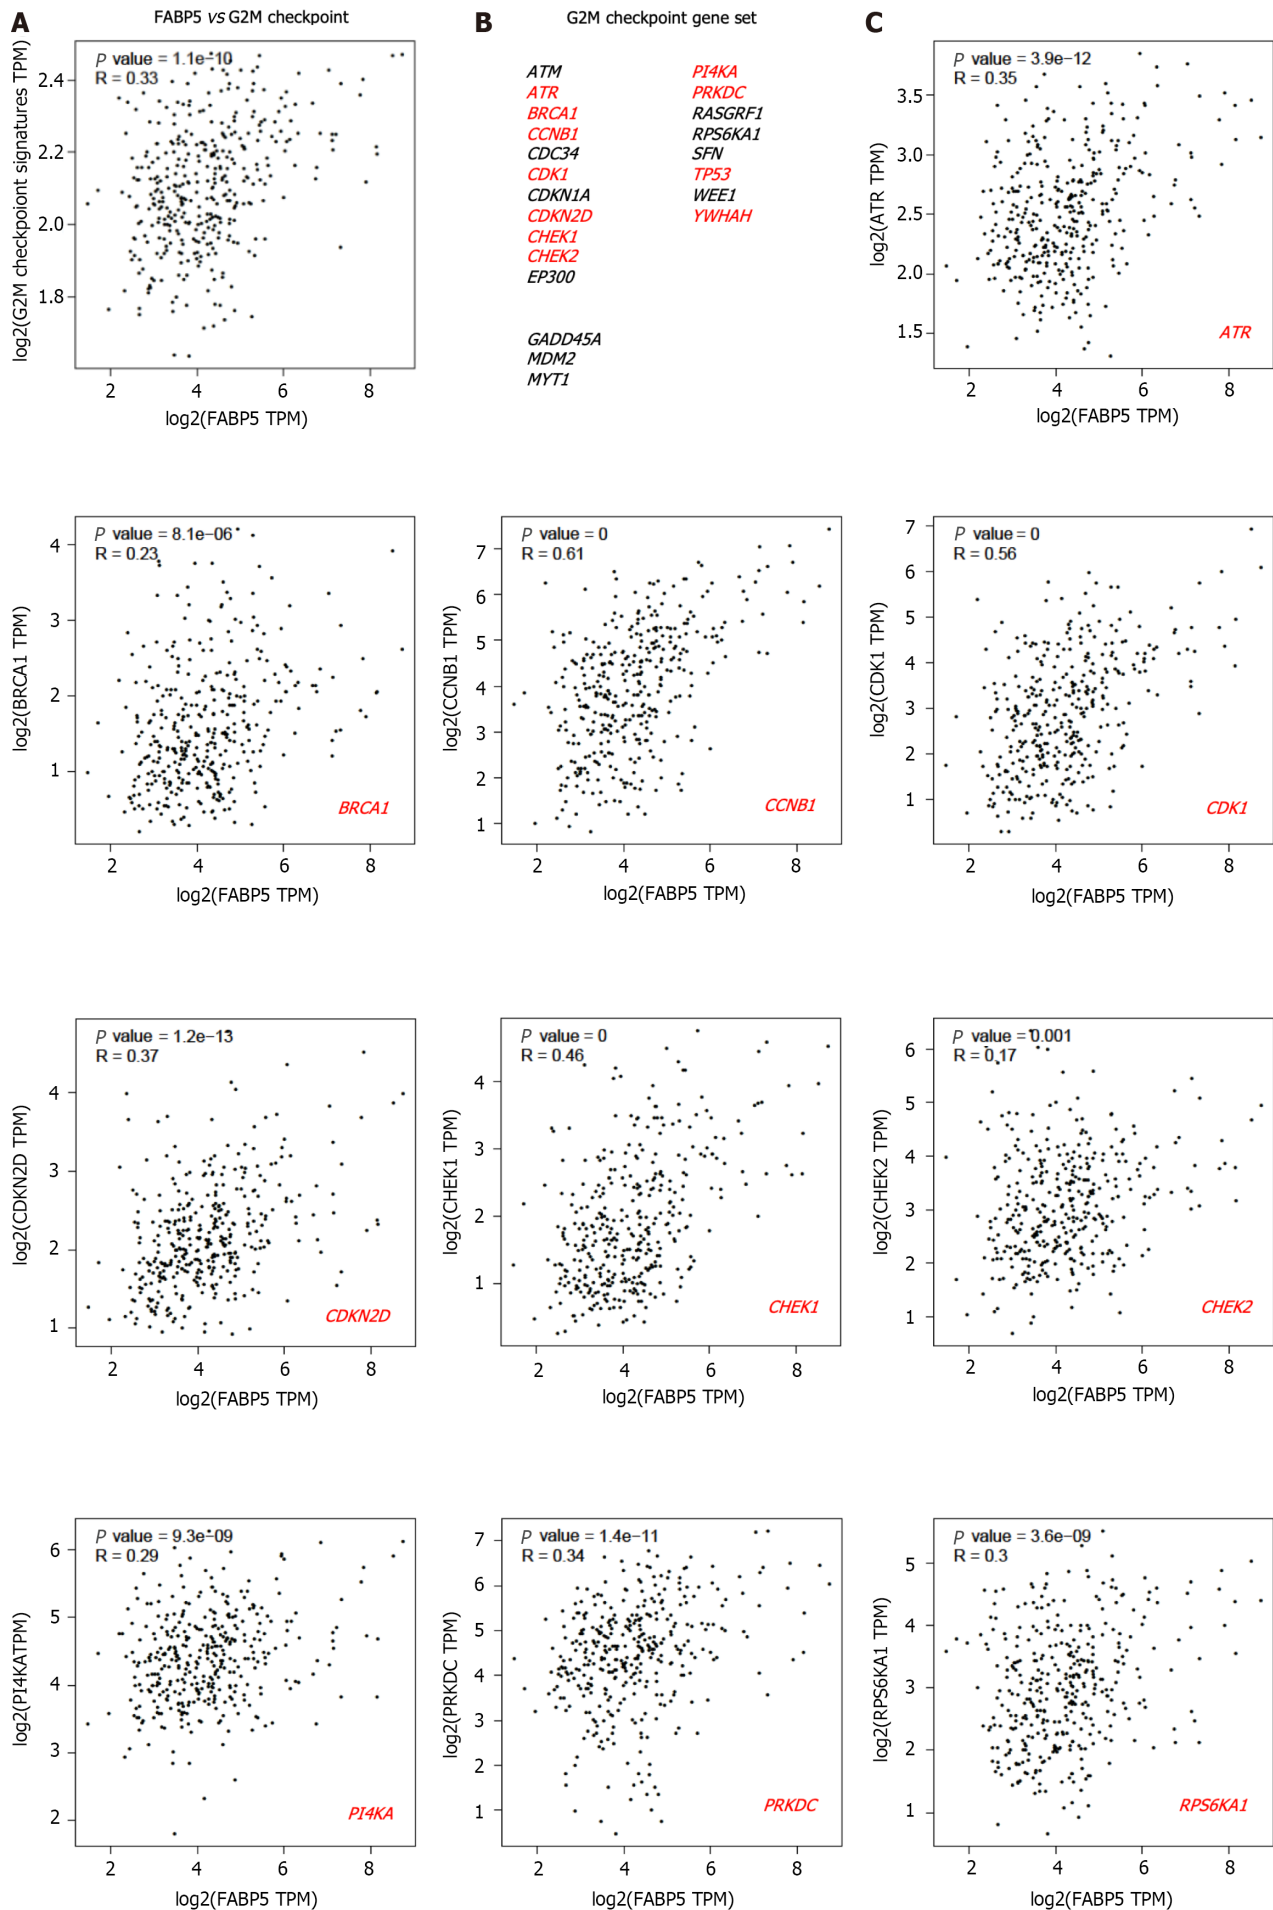 A
FABP5 vs G2M checkpoint
P value = 1.1e−10
R = 0.33
log2(G2M checkpoint signatures TPM)
2.4
2.2
2.0
1.8
2 4 6 8
log2(FABP5 TPM)
B
G2M checkpoint gene set
ATM
ATR
BRCA1
CCNB1
CDC34
CDK1
CDKN1A
CDKN2D
CHEK1
CHEK2
EP300
GADD45A
MDM2
MYT1
PI4KA
PRKDC
RASGRF1
RPS6KA1
SFN
TP53
WEE1
YWHAH
C
P value = 3.9e−12
R = 0.35
log2(ATR TPM)
3.5
3.0
2.5
2.0
1.5
ATR
2 4 6 8
log2(FABP5 TPM)
P value = 8.1e−06
R = 0.23
log2(BRCA1 TPM)
4
3
2
1
BRCA1
2 4 6 8
log2(FABP5 TPM)
P value = 0
R = 0.61
log2(CCNB1 TPM)
7
6
5
4
3
2
1
CCNB1
2 4 6 8
log2(FABP5 TPM)
P value = 0
R = 0.56
log2(CDK1 TPM)
7
6
5
4
3
2
1
CDK1
2 4 6 8
log2(FABP5 TPM)
P value = 1.2e−13
R = 0.37
log2(CDKN2D TPM)
4
3
2
1
CDKN2D
2 4 6 8
log2(FABP5 TPM)
P value = 0
R = 0.46
log2(CHEK1 TPM)
4
3
2
1
CHEK1
2 4 6 8
log2(FABP5 TPM)
P value = 0.001
R = 0.17
log2(CHEK2 TPM)
6
5
4
3
2
1
CHEK2
2 4 6 8
log2(FABP5 TPM)
P value = 9.3e−09
R = 0.29
log2(PI4KATPM)
6
5
4
3
2
PI4KA
2 4 6 8
log2(FABP5 TPM)
P value = 1.4e−11
R = 0.34
log2(PRKDC TPM)
7
6
5
4
3
2
1
PRKDC
2 4 6 8
log2(FABP5 TPM)
P value = 3.6e−09
R = 0.3
log2(RPS6KA1 TPM)
5
4
3
2
1
RPS6KA1
2 4 6 8
log2(FABP5 TPM)